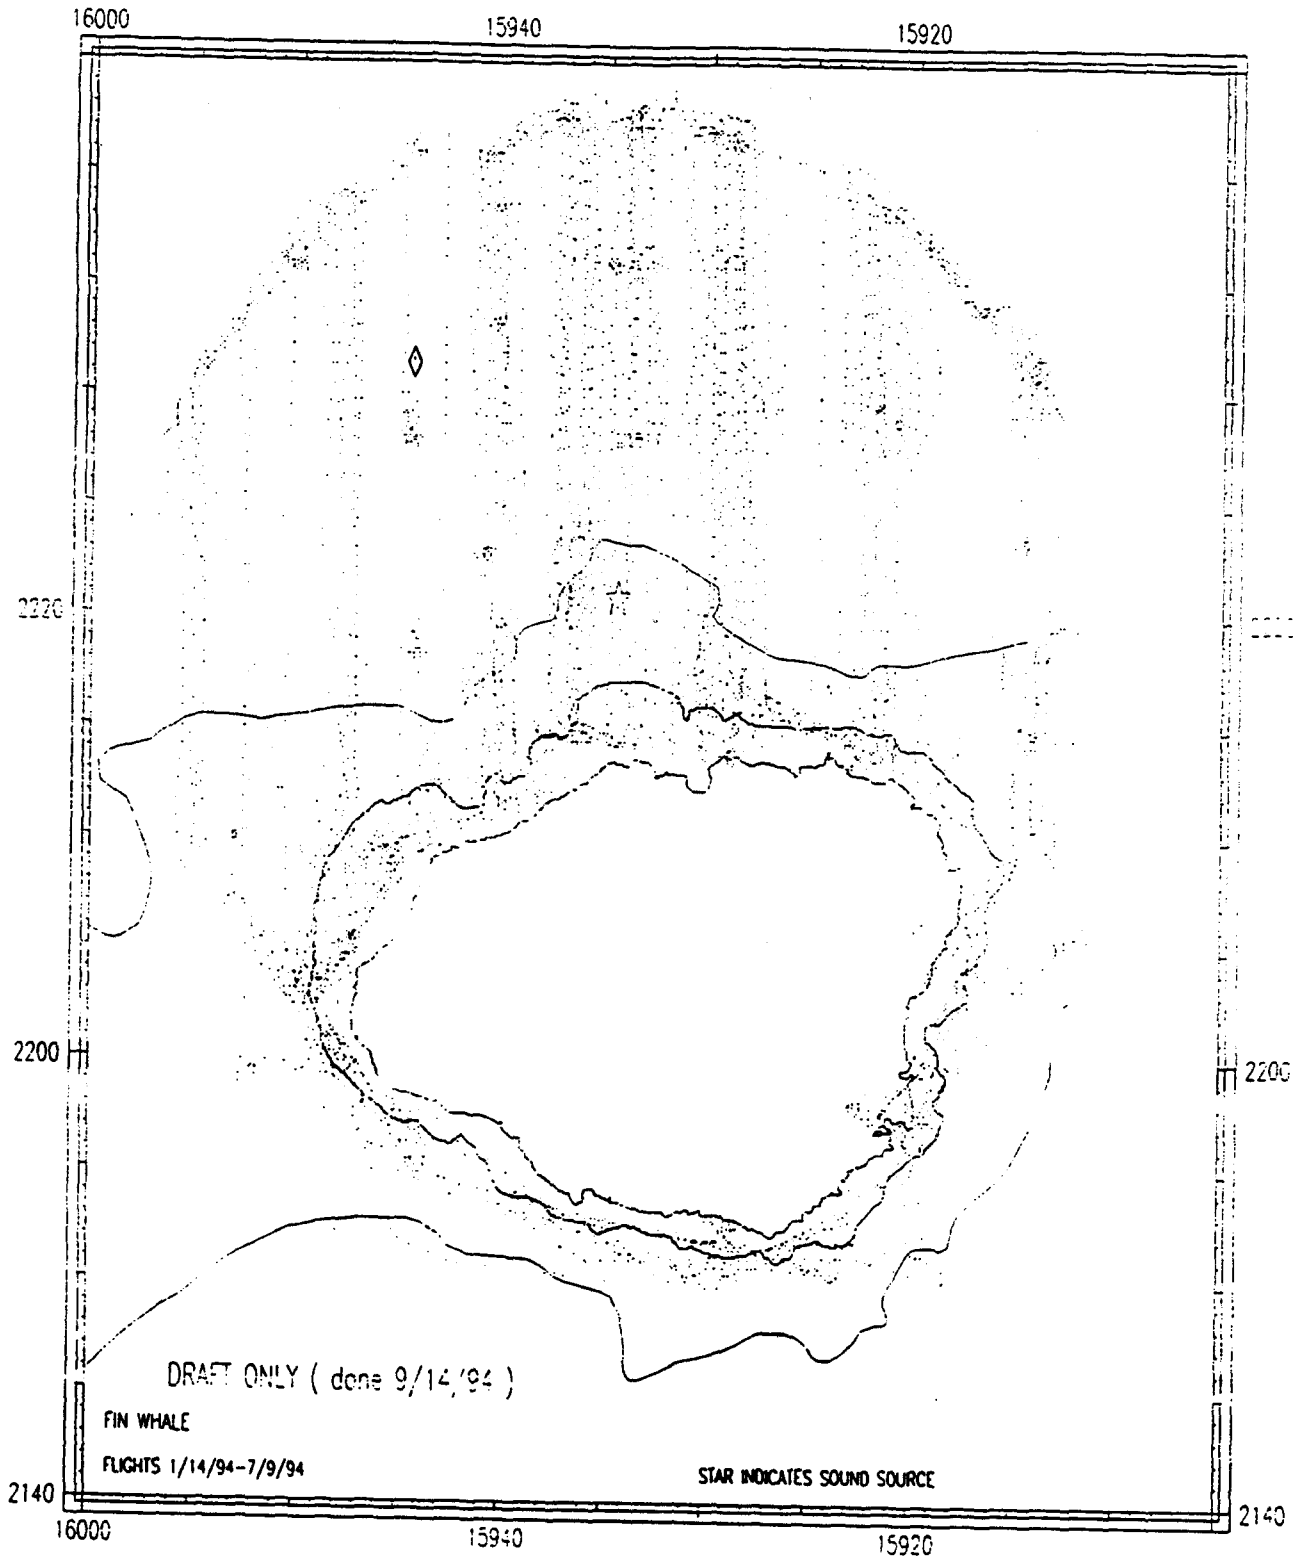 16000 15940 15920
2220
2200 2200
DRAFT ONLY ( done 9/14/94 )
FIN WHALE
FLIGHTS 1/14/94-7/9/94
STAR INDICATES SOUND SOURCE
2140 2140
16000 15940 15920